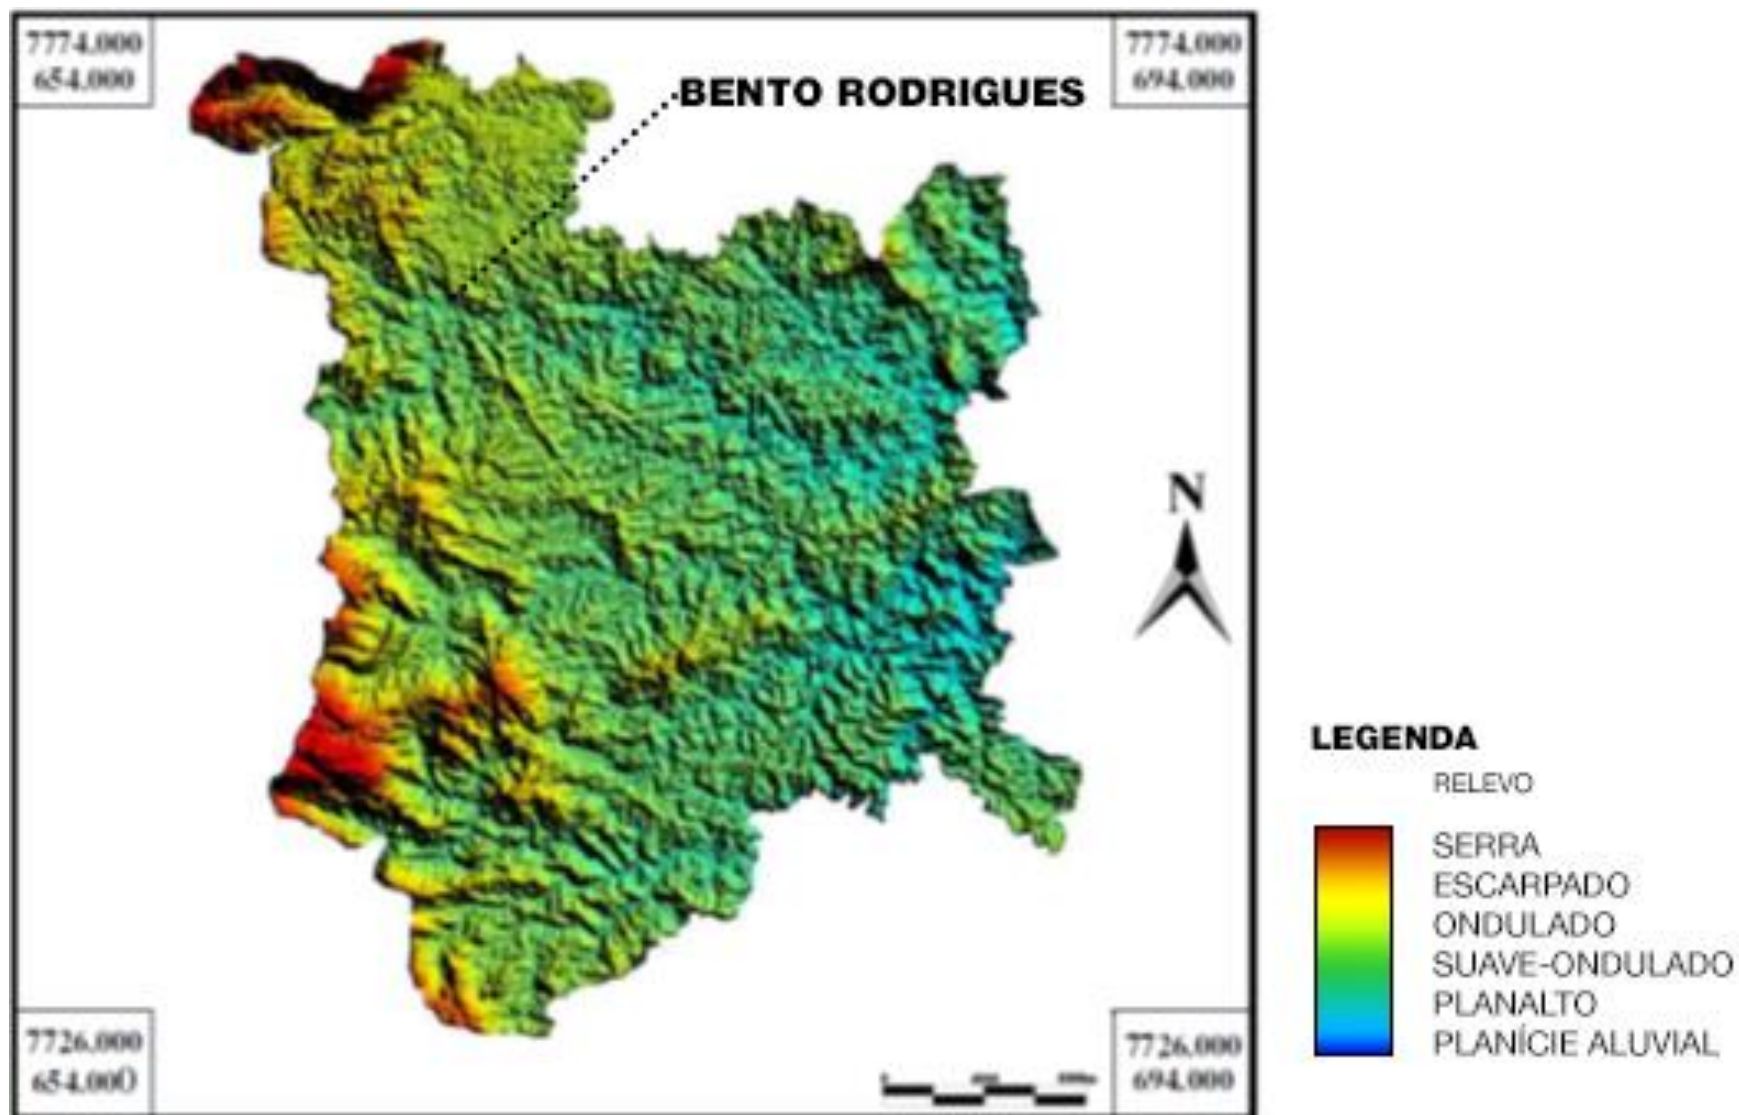 7774.000
654.000
7774.000
694.000
BENTO RODRIGUES
N
LEGENDA
RELEVO
SERRA
ESCARPADO
ONDULADO
SUAVE-ONDULADO
PLANALTO
PLANÍCIE ALUVIAL
7726.000
654.000
7726.000
694.000